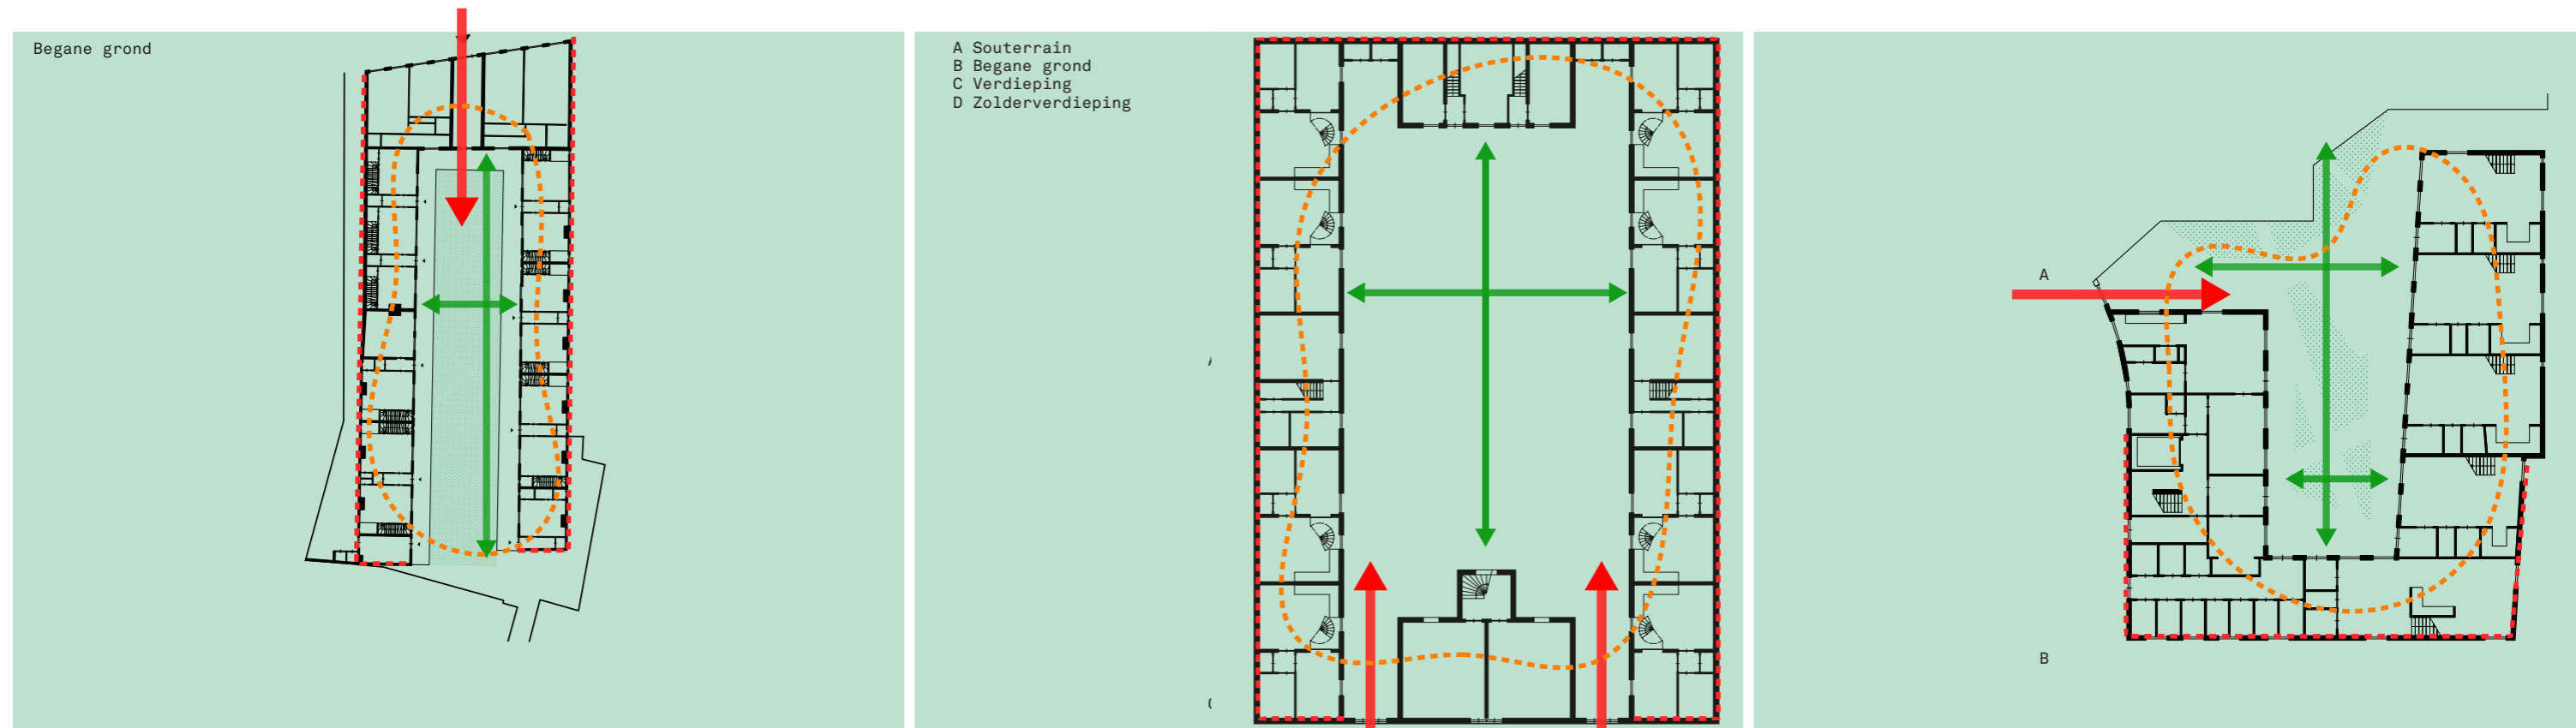 Begane grond
A Souterrain
B Begane grond
C Verdieping
D Zolderverdieping
A
B